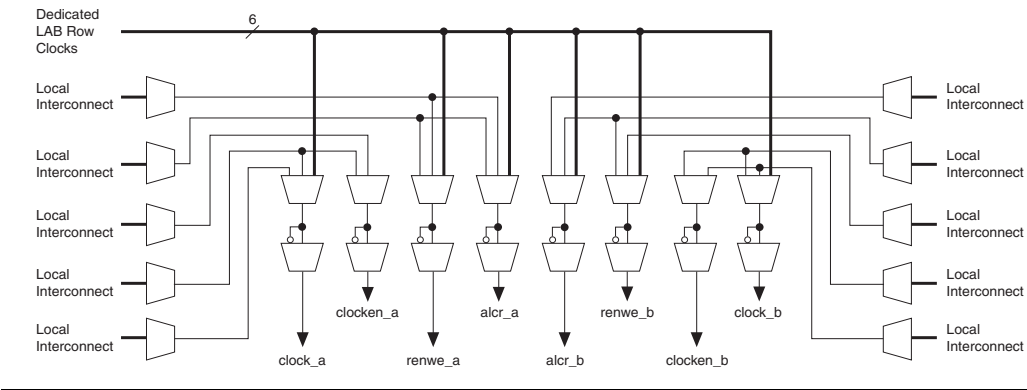 Dedicated
LAB Row
Clocks
6
Local
Interconnect
Local
Interconnect
Local
Interconnect
Local
Interconnect
Local
Interconnect
Local
Interconnect
Local
Interconnect
Local
Interconnect
Local
Interconnect
Local
Interconnect
clocken_a
alcr_a
renwe_b
clock_b
clock_a
renwe_a
alcr_b
clocken_b